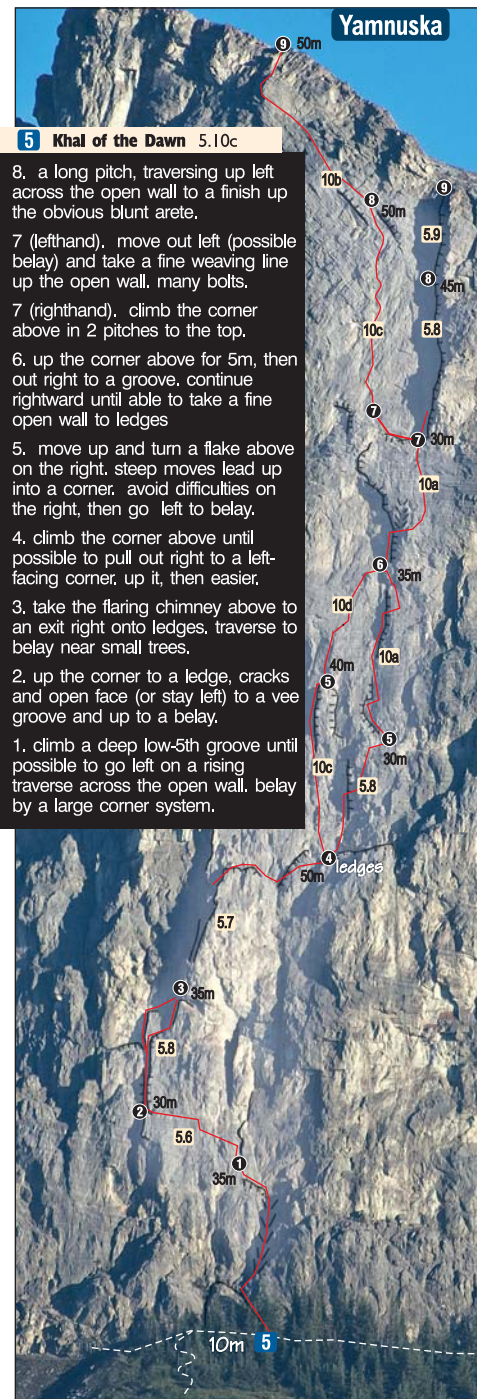 Yamnuska
9 50m
5 Khal of the Dawn 5.10c
8. a long pitch, traversing up left
across the open wall to a finish up
the obvious blunt arete.
7 (lefthand). move out left (possible
belay) and take a fine weaving line
up the open wall. many bolts.
7 (righthand). climb the corner
above in 2 pitches to the top.
6. up the corner above for 5m, then
out right to a groove. continue
rightward until able to take a fine
open wall to ledges
5. move up and turn a flake above
on the right. steep moves lead up
into a corner. avoid difficulties on
the right, then go left to belay.
4. climb the corner above until
possible to pull out right to a left-
facing corner. up it, then easier.
3. take the flaring chimney above to
an exit right onto ledges. traverse to
belay near small trees.
2. up the corner to a ledge, cracks
and open face (or stay left) to a vee
groove and up to a belay.
1. climb a deep low-5th groove until
possible to go left on a rising
traverse across the open wall. belay
by a large corner system.
10b
9
8
50m
5.9
8
45m
10c
5.8
7
7
30m
10a
6
35m
10d
10a
40m
5
5
30m
10c
5.8
4
ledges
50m
5.7
3
35m
5.8
30m
2
5.6
1
35m
10m
5